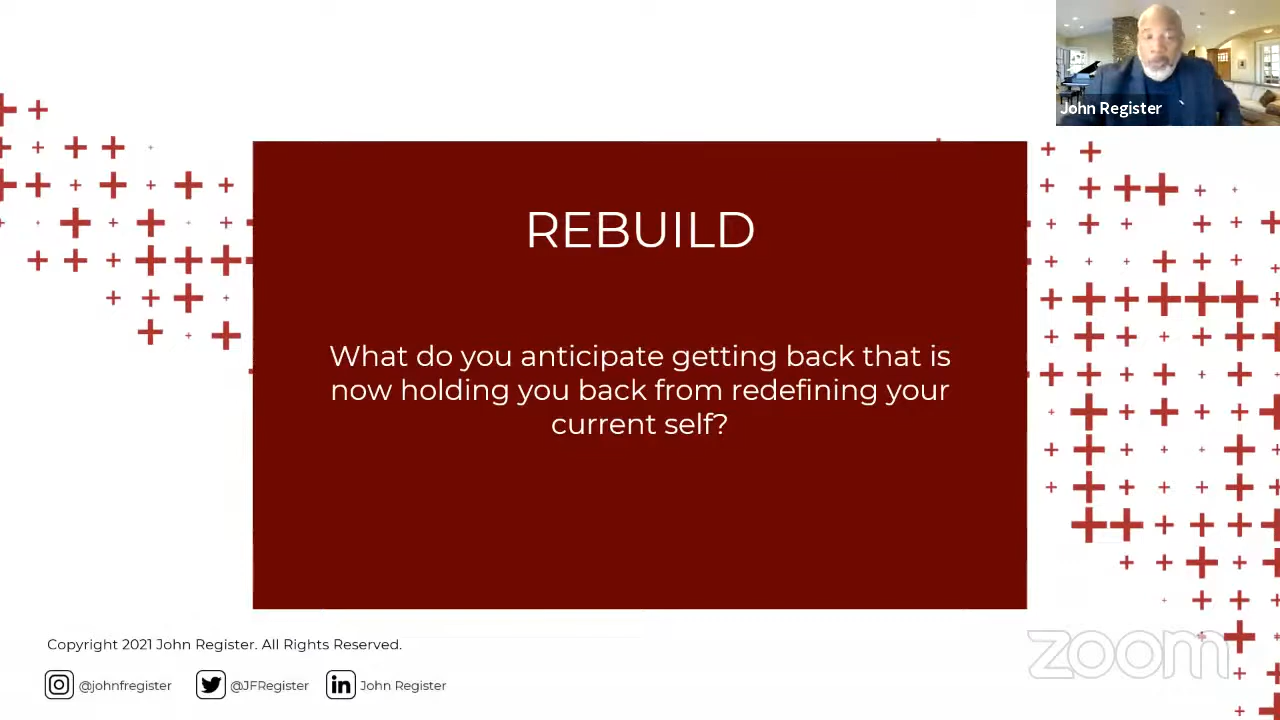 John Register
REBUILD
What do you anticipate getting back that is
now holding you back from redefining your
current self?
Copyright 2021 John Register. All Rights Reserved.
@johnfregister @JFRegister John Register
zoom